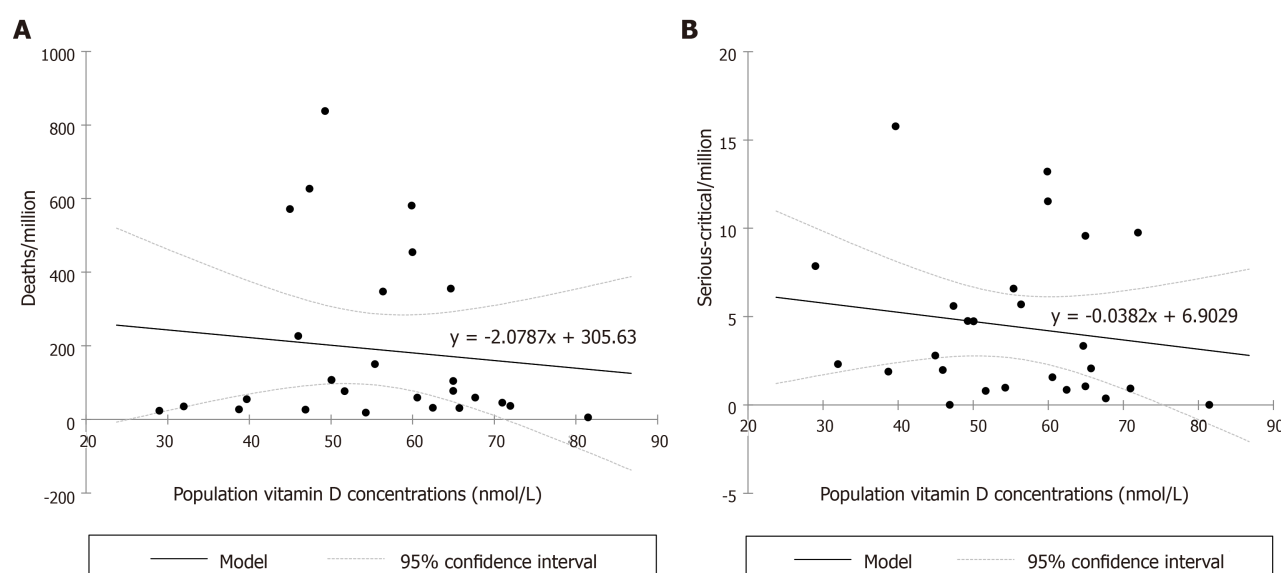 A
1000
800
600
400
200
0
-200
Deaths/million
20 30 40 50 60 70 80 90
y = -2.0787x + 305.63
Population vitamin D concentrations (nmol/L)
Model 95% confidence interval
B
20
15
10
5
0
-5
Serious-critical/million
20 30 40 50 60 70 80 90
y = -0.0382x + 6.9029
Population vitamin D concentrations (nmol/L)
Model 95% confidence interval